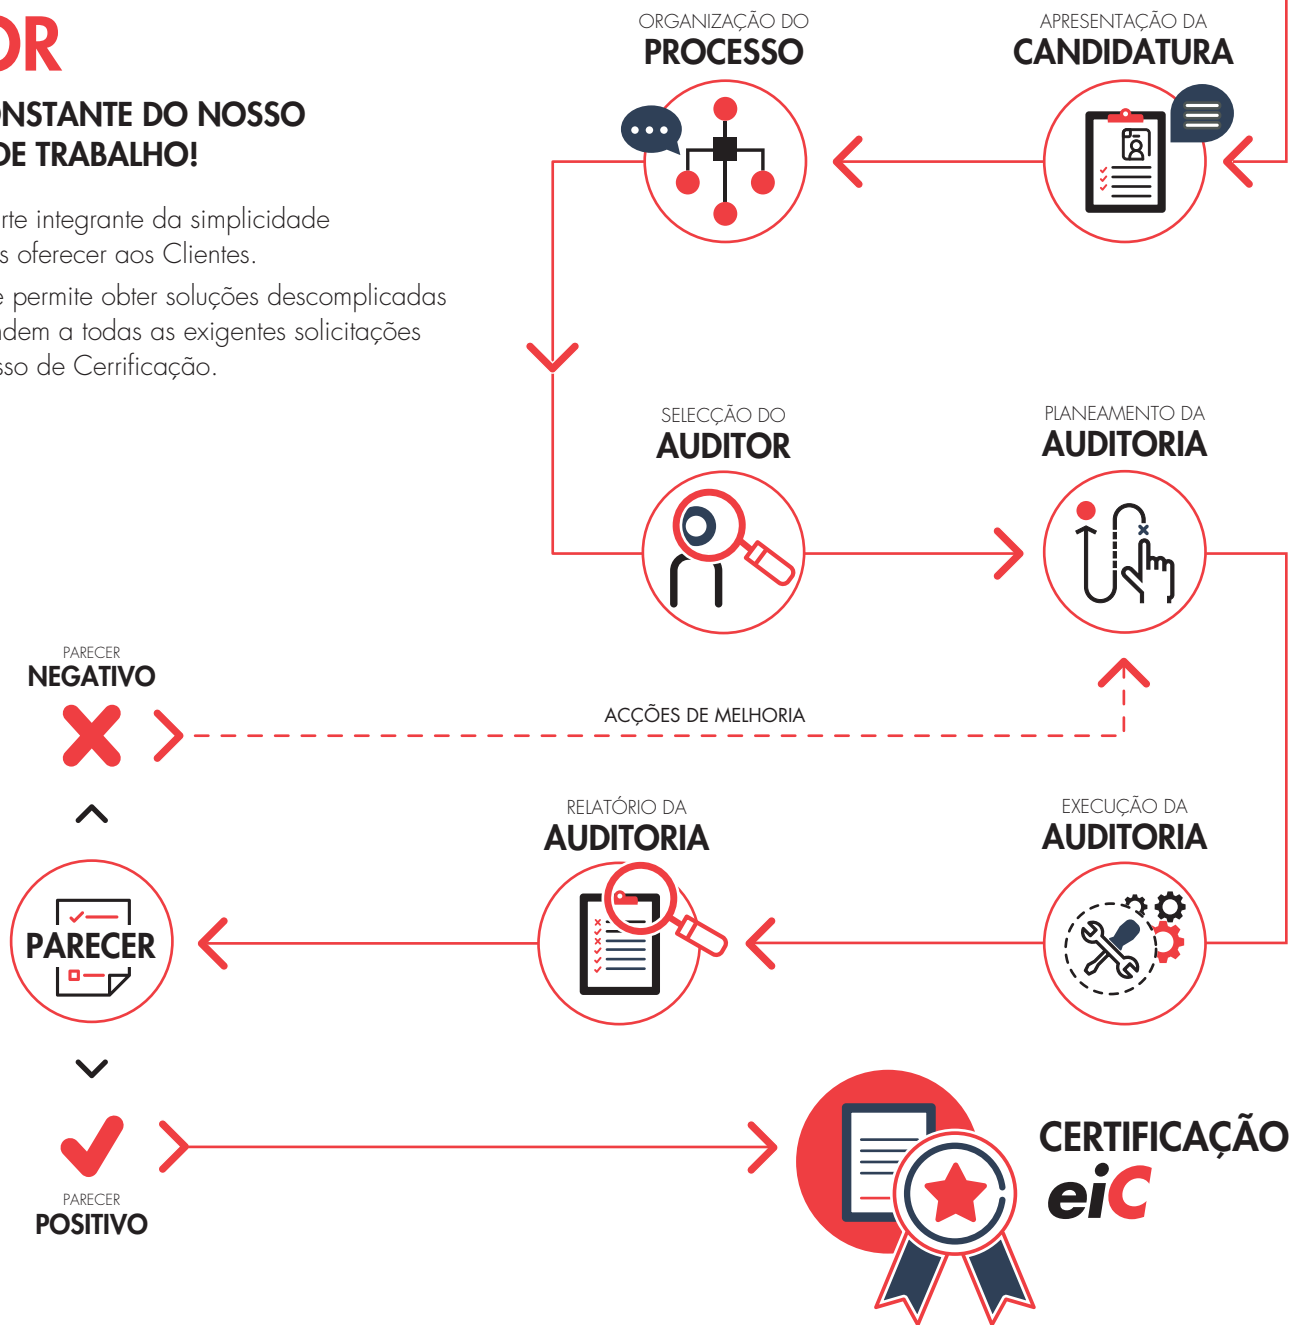 OR
ONSTANTE DO NOSSO
DE TRABALHO!
rte integrante da simplicidade
s oferecer aos Clientes.
e permite obter soluções descomplicadas
ndem a todas as exigentes solicitações
sso de Cerrificação.
ORGANIZAÇÃO DO
PROCESSO
APRESENTAÇÃO DA
CANDIDATURA
SELECÇÃO DO
AUDITOR
PLANEAMENTO DA
AUDITORIA
PARECER
NEGATIVO
ACÇÕES DE MELHORIA
RELATÓRIO DA
AUDITORIA
EXECUÇÃO DA
AUDITORIA
PARECER
PARECER
POSITIVO
CERTIFICAÇÃO
eiC